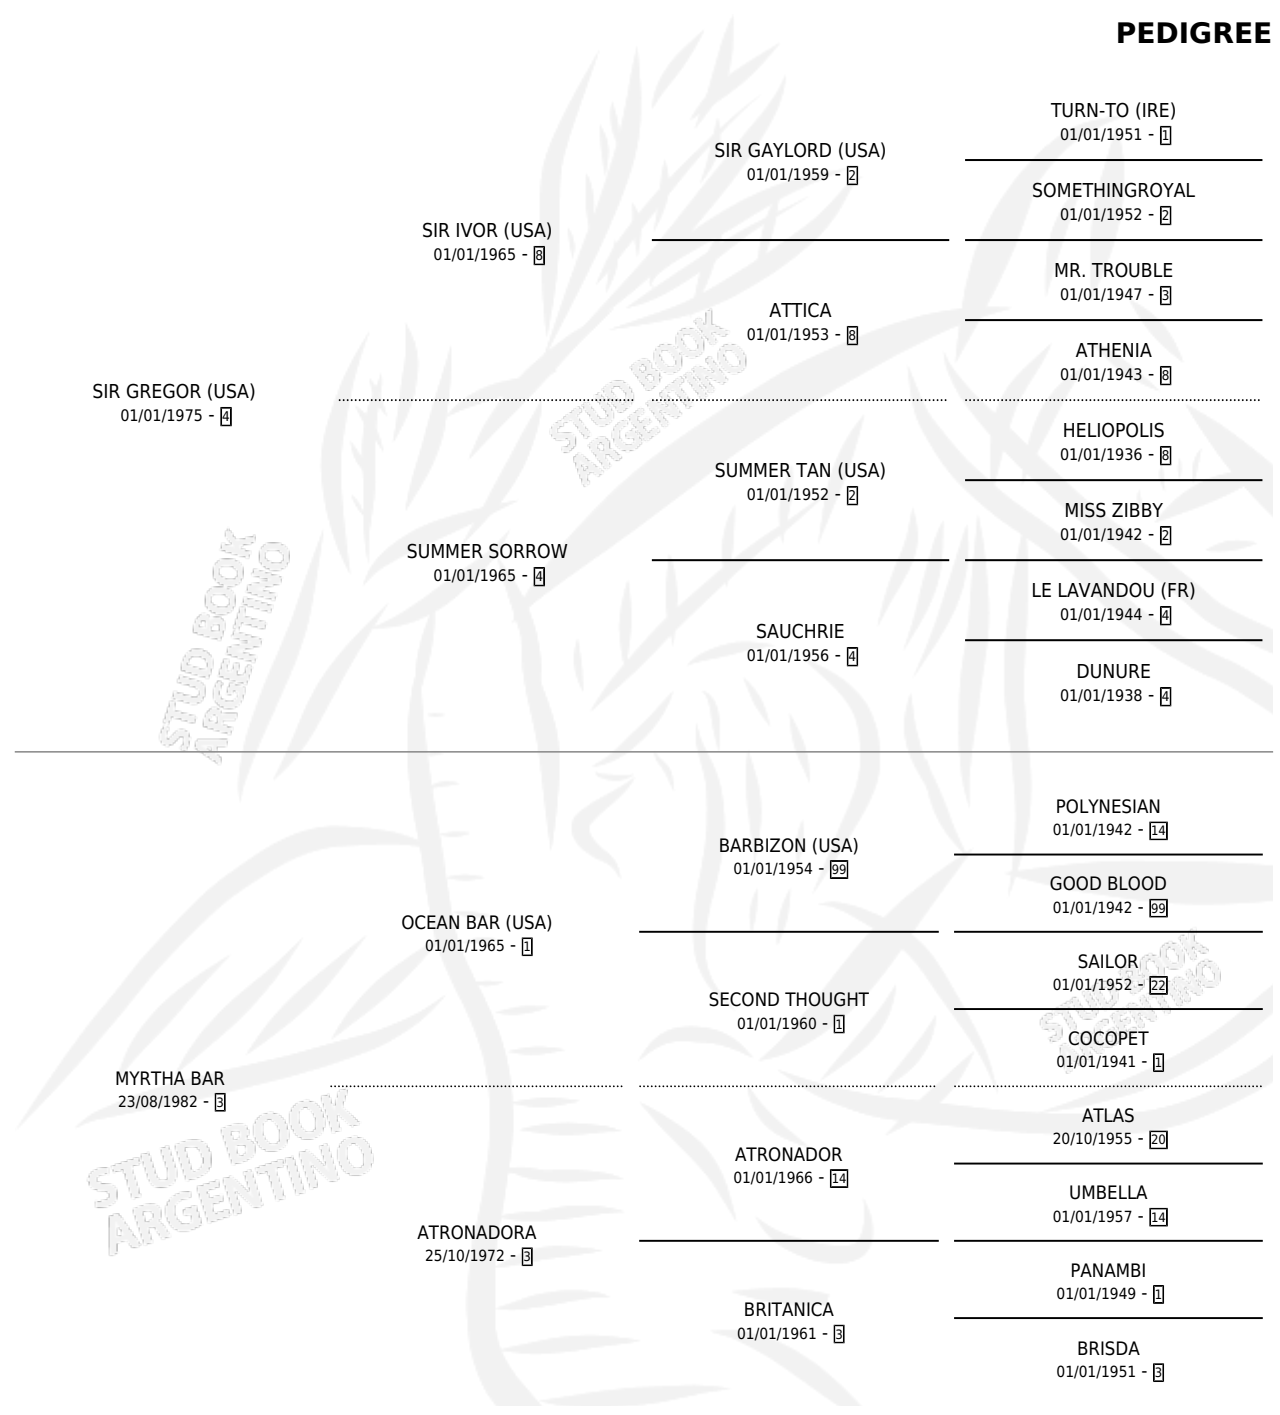 PEDIGREE
TURN-TO (IRE)
01/01/1951 - 1
SIR GAYLORD (USA)
01/01/1959 - 2
SOMETHINGROYAL
01/01/1952 - 2
SIR IVOR (USA)
01/01/1965 - 8
MR. TROUBLE
01/01/1947 - 3
ATTICA
01/01/1953 - 8
ATHENIA
01/01/1943 - 8
SIR GREGOR (USA)
01/01/1975 - 4
HELIOPOLIS
01/01/1936 - 8
SUMMER TAN (USA)
01/01/1952 - 2
MISS ZIBBY
01/01/1942 - 2
SUMMER SORROW
01/01/1965 - 4
LE LAVANDOU (FR)
01/01/1944 - 4
SAUCHRIE
01/01/1956 - 4
DUNURE
01/01/1938 - 4
STUD BOOK
ARGENTINO
STUD BOOK
ARGENTINO
POLYNESIAN
01/01/1942 - 14
BARBIZON (USA)
01/01/1954 - 99
GOOD BLOOD
01/01/1942 - 99
OCEAN BAR (USA)
01/01/1965 - 1
SAILOR
01/01/1952 - 22
SECOND THOUGHT
01/01/1960 - 1
COCOPET
01/01/1941 - 1
MYRTHA BAR
23/08/1982 - 3
ATLAS
20/10/1955 - 20
ATRONADOR
01/01/1966 - 14
UMBELLA
01/01/1957 - 14
ATRONADORA
25/10/1972 - 3
PANAMBI
01/01/1949 - 1
BRITANICA
01/01/1961 - 3
BRISDA
01/01/1951 - 3
STUD BOOK
ARGENTINO
STUD BOOK
ARGENTINO